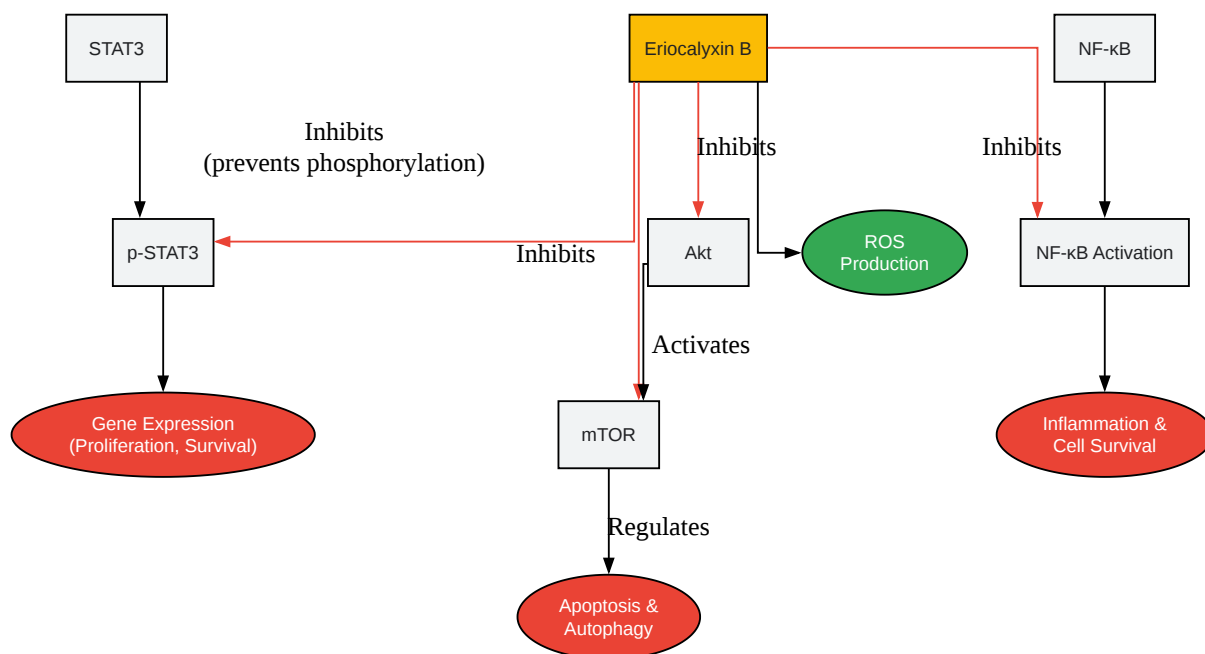 STAT3
Eriocalyxin B
NF-κB
Inhibits
(prevents phosphorylation)
Inhibits
Inhibits
p-STAT3
Inhibits
Akt
ROS
Production
NF-κB Activation
Activates
Gene Expression
(Proliferation, Survival)
mTOR
Inflammation &
Cell Survival
Regulates
Apoptosis &
Autophagy